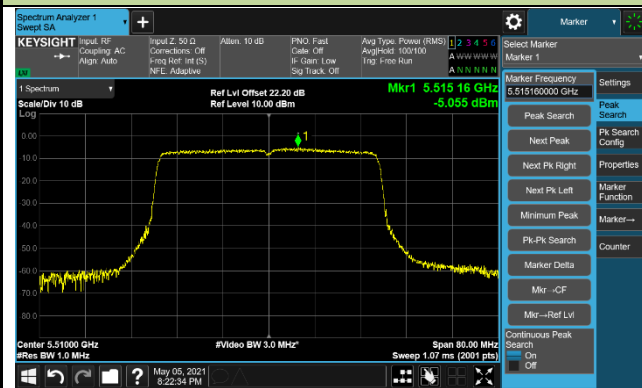 Spectrum Analyzer 1
Swept SA
Marker
KEYSIGHT
Input: RF
Coupling: AC
Align: Auto
Input Z: 50 Ω
Corrections: Off
Freq Ref: Int (S)
NFE: Adaptive
Atten: 10 dB
PNO: Fast
Gate: Off
IF Gain: Low
Sig Track: Off
Avg Type: Power (RMS)
Avg|Hold: 100/100
Trig: Free Run
1 2 3 4 5 6
A W W W W W
A N N N N N
LXI
Select Marker
Marker 1
1 Spectrum
Scale/Div 10 dB
Log
Ref Lvl Offset 22.20 dB
Ref Level 10.00 dBm
Mkr1 5.515 16 GHz
-5.055 dBm
1
0.00
-10.0
-20.0
-30.0
-40.0
-50.0
-60.0
-70.0
-80.0
Center 5.51000 GHz
#Res BW 1.0 MHz
#Video BW 3.0 MHz*
Span 80.00 MHz
Sweep 1.07 ms (2001 pts)
Marker Frequency
5.515160000 GHz
Peak Search
Next Peak
Next Pk Right
Next Pk Left
Minimum Peak
Pk-Pk Search
Marker Delta
Mkr→CF
Mkr→Ref Lvl
Continuous Peak
Search
On
Off
Settings
Peak
Search
Pk Search
Config
Properties
Marker
Function
Marker→
Counter
May 05, 2021
8:22:34 PM